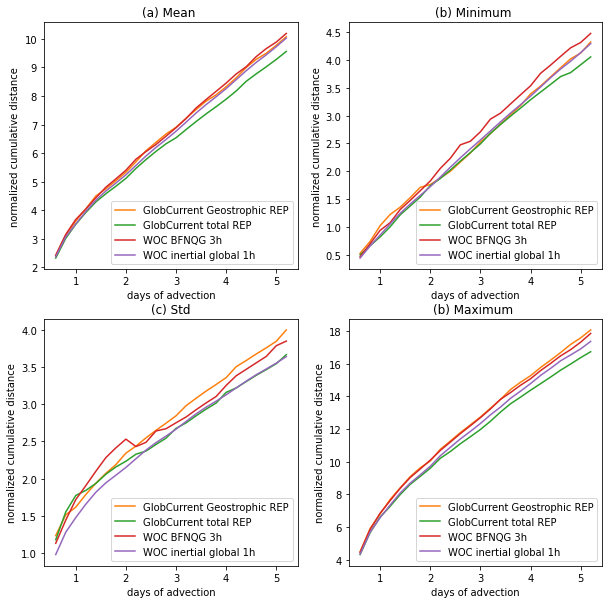 (a) Mean
normalized cumulative distance
10
9
8
7
6
5
4
3
2
1 2 3 4 5
days of advection
GlobCurrent Geostrophic REP
GlobCurrent total REP
WOC BFNQG 3h
WOC inertial global 1h
(b) Minimum
normalized cumulative distance
4.5
4.0
3.5
3.0
2.5
2.0
1.5
1.0
0.5
1 2 3 4 5
days of advection
GlobCurrent Geostrophic REP
GlobCurrent total REP
WOC BFNQG 3h
WOC inertial global 1h
(c) Std
normalized cumulative distance
4.0
3.5
3.0
2.5
2.0
1.5
1.0
1 2 3 4 5
days of advection
GlobCurrent Geostrophic REP
GlobCurrent total REP
WOC BFNQG 3h
WOC inertial global 1h
(b) Maximum
normalized cumulative distance
18
16
14
12
10
8
6
4
1 2 3 4 5
days of advection
GlobCurrent Geostrophic REP
GlobCurrent total REP
WOC BFNQG 3h
WOC inertial global 1h